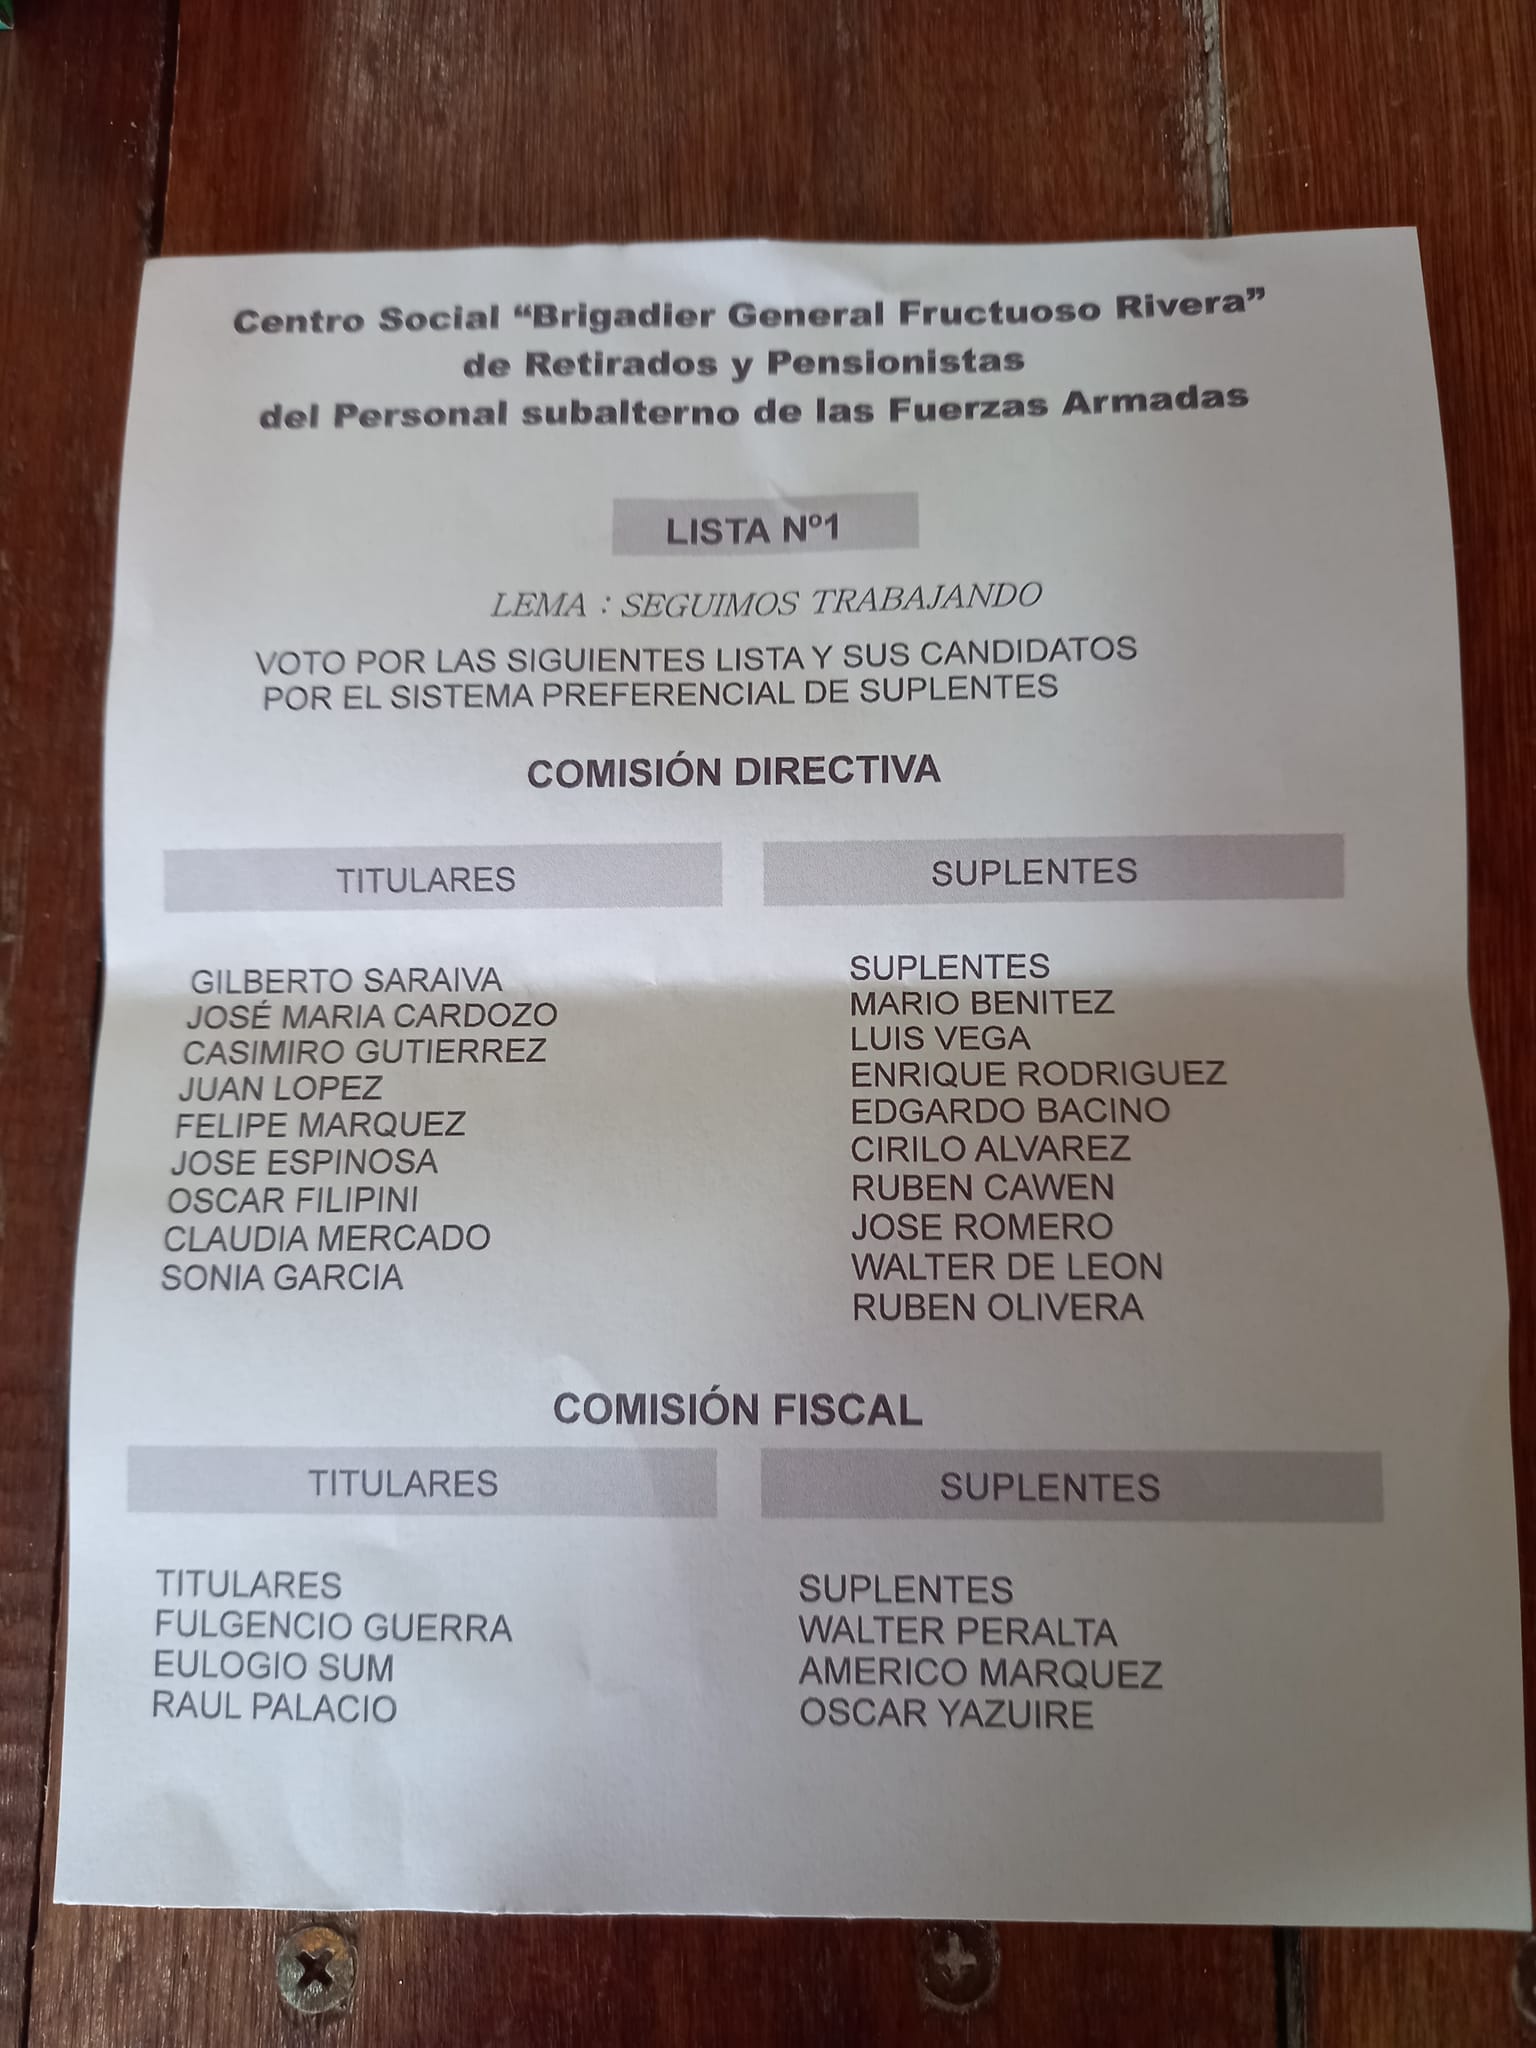 Centro Social “Brigadier General Fructuoso Rivera”
de Retirados y Pensionistas
del Personal subalterno de las Fuerzas Armadas
LISTA Nº1
LEMA : SEGUIMOS TRABAJANDO
VOTO POR LAS SIGUIENTES LISTA Y SUS CANDIDATOS
POR EL SISTEMA PREFERENCIAL DE SUPLENTES
COMISIÓN DIRECTIVA
TITULARES
GILBERTO SARAIVA
JOSÉ MARIA CARDOZO
CASIMIRO GUTIERREZ
JUAN LOPEZ
FELIPE MARQUEZ
JOSE ESPINOSA
OSCAR FILIPINI
CLAUDIA MERCADO
SONIA GARCIA
SUPLENTES
SUPLENTES
MARIO BENITEZ
LUIS VEGA
ENRIQUE RODRIGUEZ
EDGARDO BACINO
CIRILO ALVAREZ
RUBEN CAWEN
JOSE ROMERO
WALTER DE LEON
RUBEN OLIVERA
COMISIÓN FISCAL
TITULARES
TITULARES
FULGENCIO GUERRA
EULOGIO SUM
RAUL PALACIO
SUPLENTES
SUPLENTES
WALTER PERALTA
AMERICO MARQUEZ
OSCAR YAZUIRE